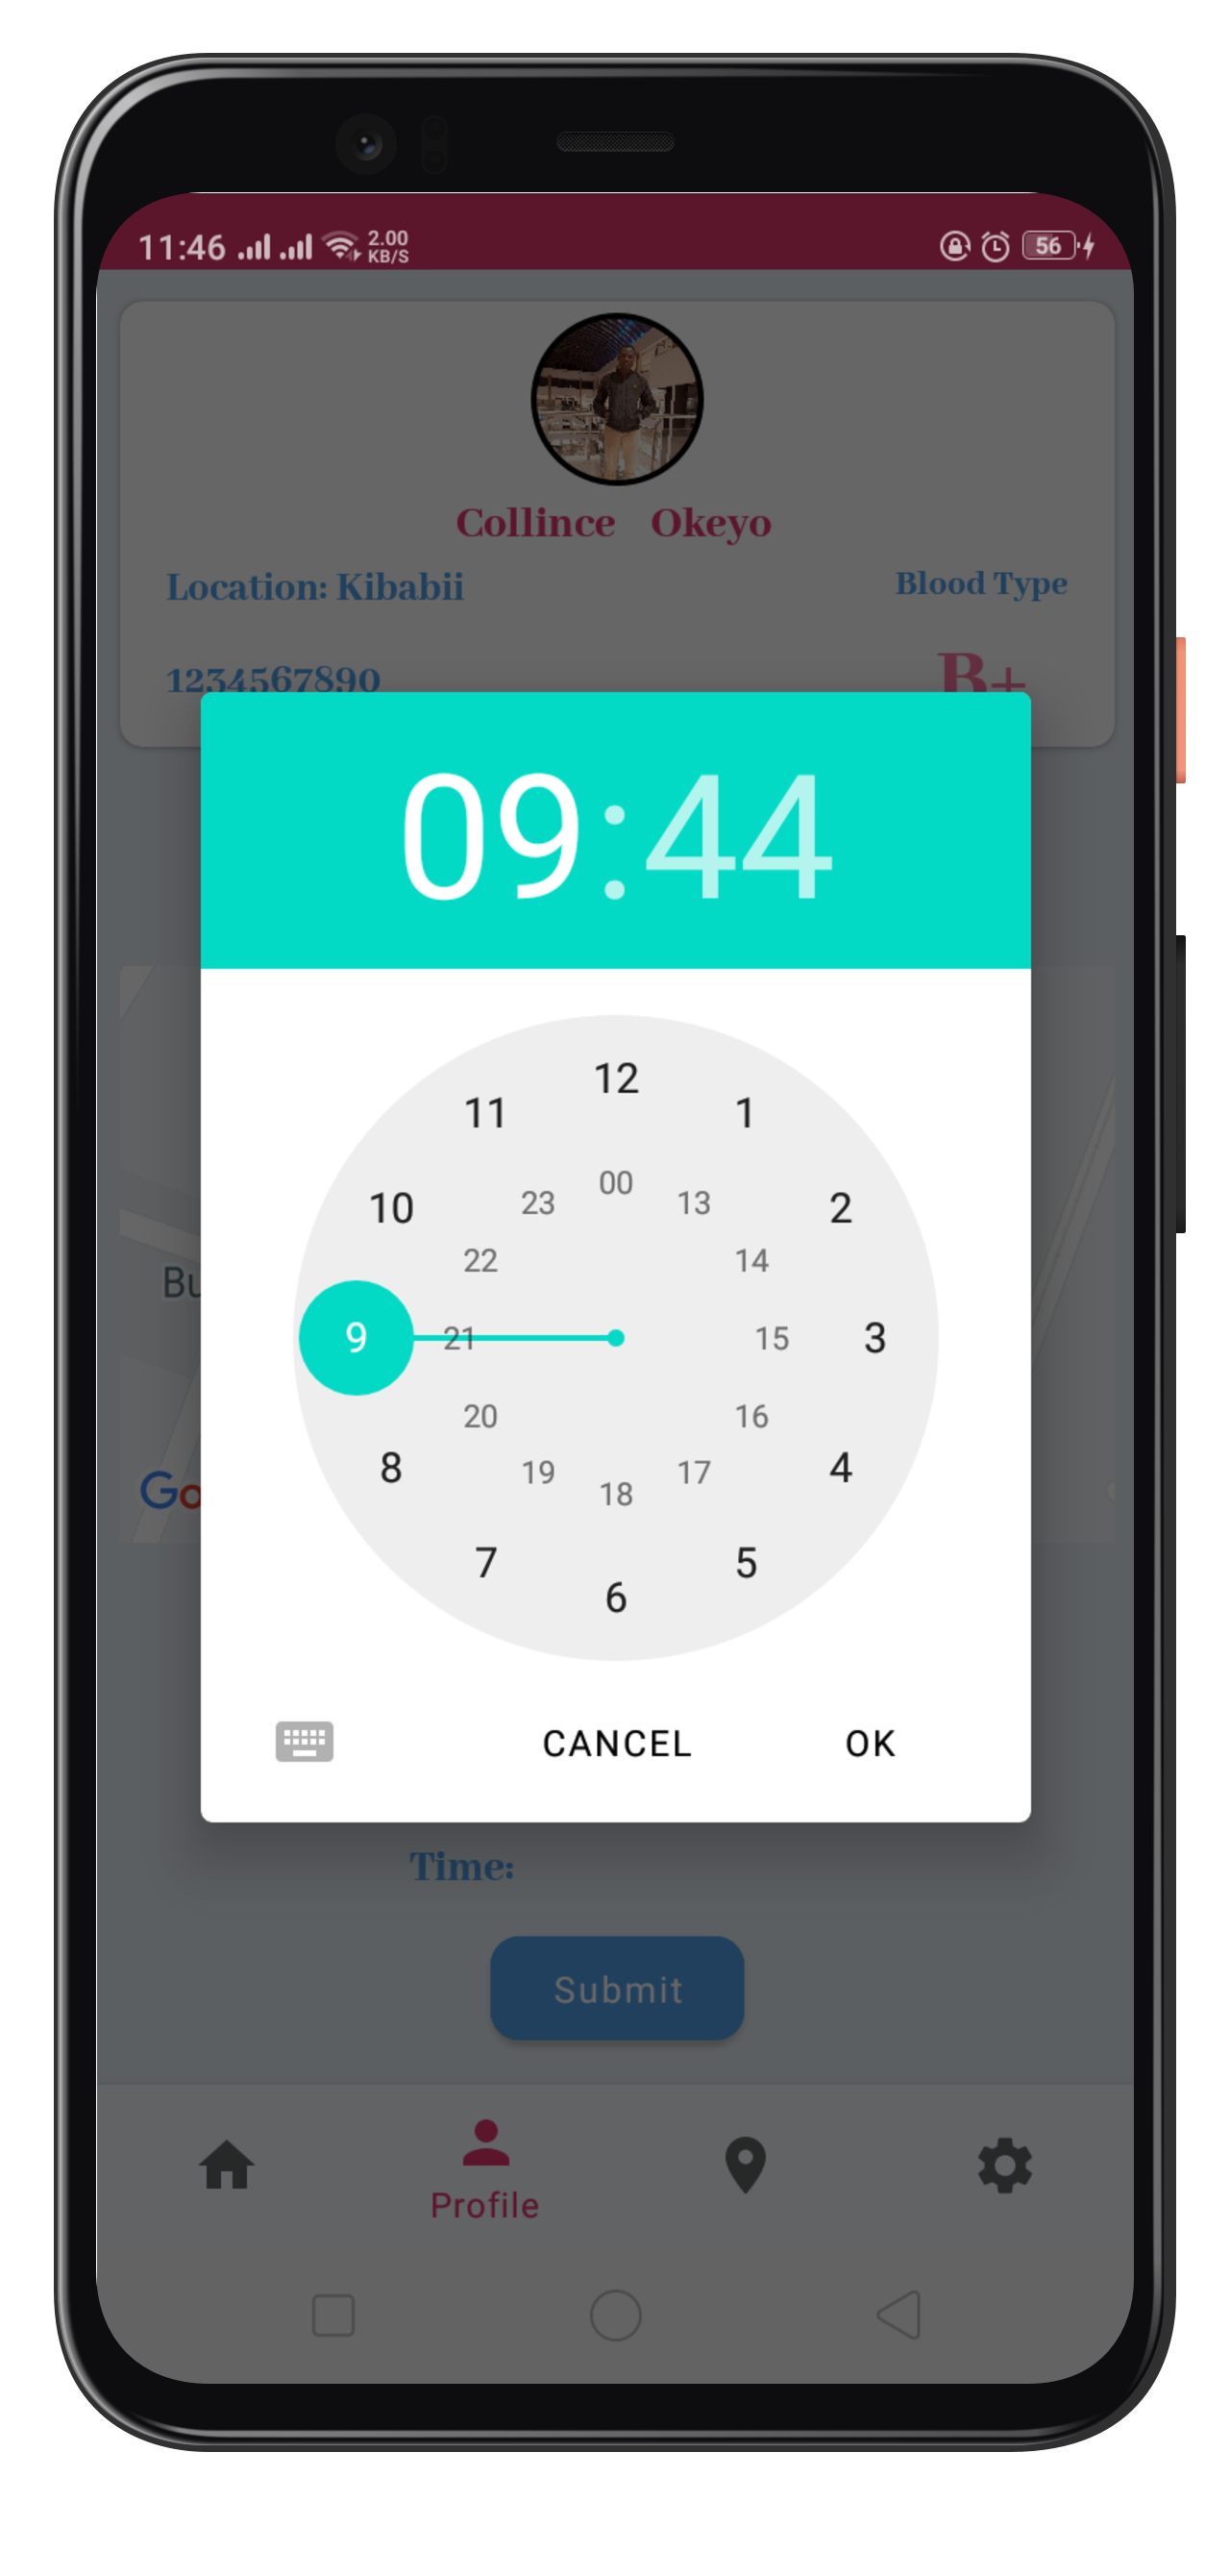 11:46 2.00 KB/S 56
Collince Okeyo
Location: Kibabii Blood Type
1234567890 B+
09:44
12
11 1
00
23 13
10 2
22 14
9 21 15 3
20 16
8 4
19 17
18
7 5
6
Bu
Go
CANCEL OK
Time:
Submit
Profile